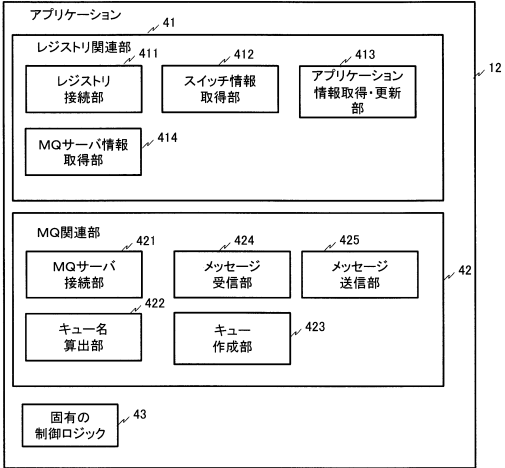 アプリケーション
41
レジストリ関連部
411
412
413
12
レジストリ
接続部
スイッチ情報
取得部
アプリケーション
情報取得・更新
部
414
MQサーバ情報
取得部
MQ関連部
421
424
425
42
MQサーバ
接続部
メッセージ
受信部
メッセージ
送信部
422
423
キュー名
算出部
キュー
作成部
43
固有の
制御ロジック